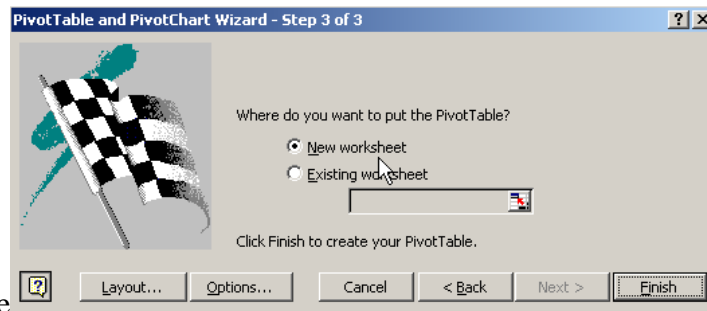 PivotTable and PivotChart Wizard - Step 3 of 3
Where do you want to put the PivotTable?
New worksheet
Existing worksheet
Click Finish to create your PivotTable.
Layout... Options... Cancel < Back Next > Finish
e